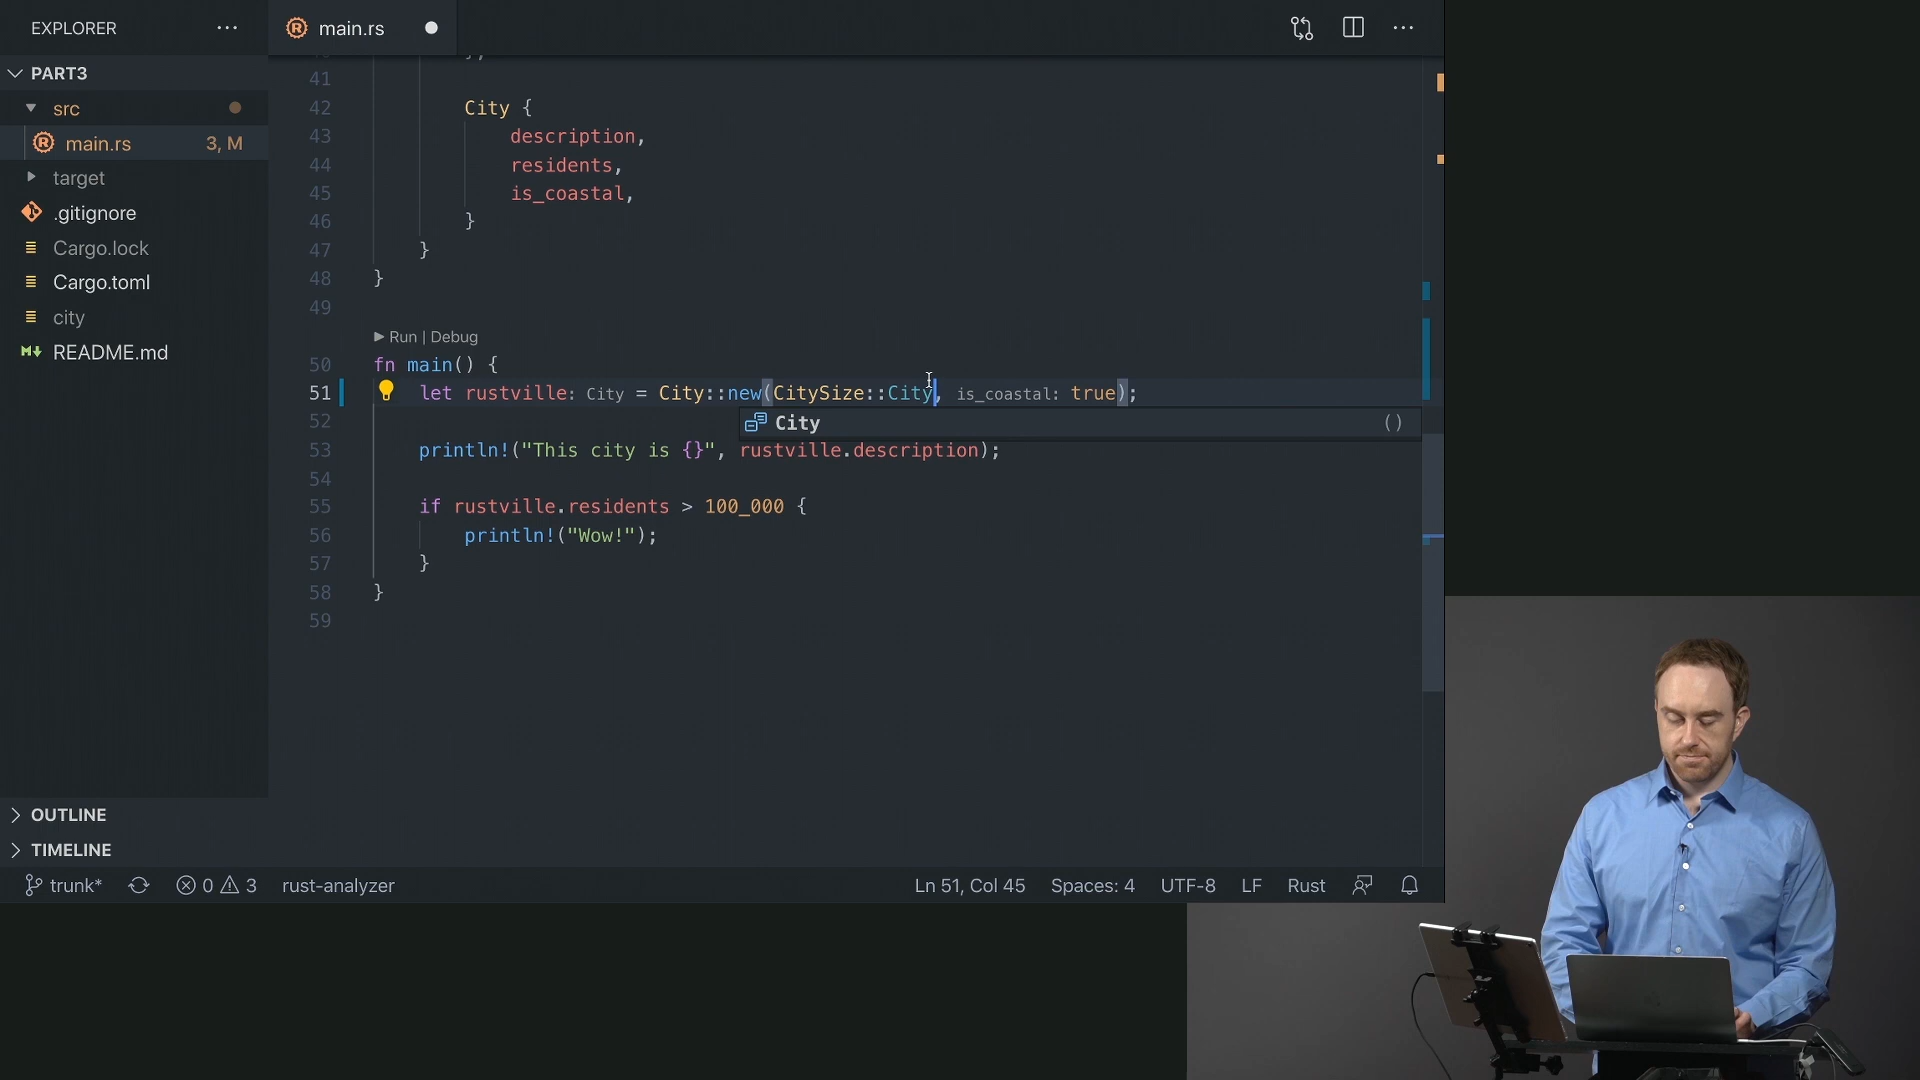 EXPLORER ···
PART3
src
main.rs 3, M
target
.gitignore
Cargo.lock
Cargo.toml
city
README.md
OUTLINE
TIMELINE
main.rs
···
41
42 City {
43 description,
44 residents,
45 is_coastal,
46 }
47 }
48 }
49
Run | Debug
50 fn main() {
51 let rustville: City = City::new(CitySize::City, is_coastal: true);
City ()
52
53 println!("This city is {}", rustville.description);
54
55 if rustville.residents > 100_000 {
56 println!("Wow!");
57 }
58 }
59
trunk* 0 3 rust-analyzer Ln 51, Col 45 Spaces: 4 UTF-8 LF Rust